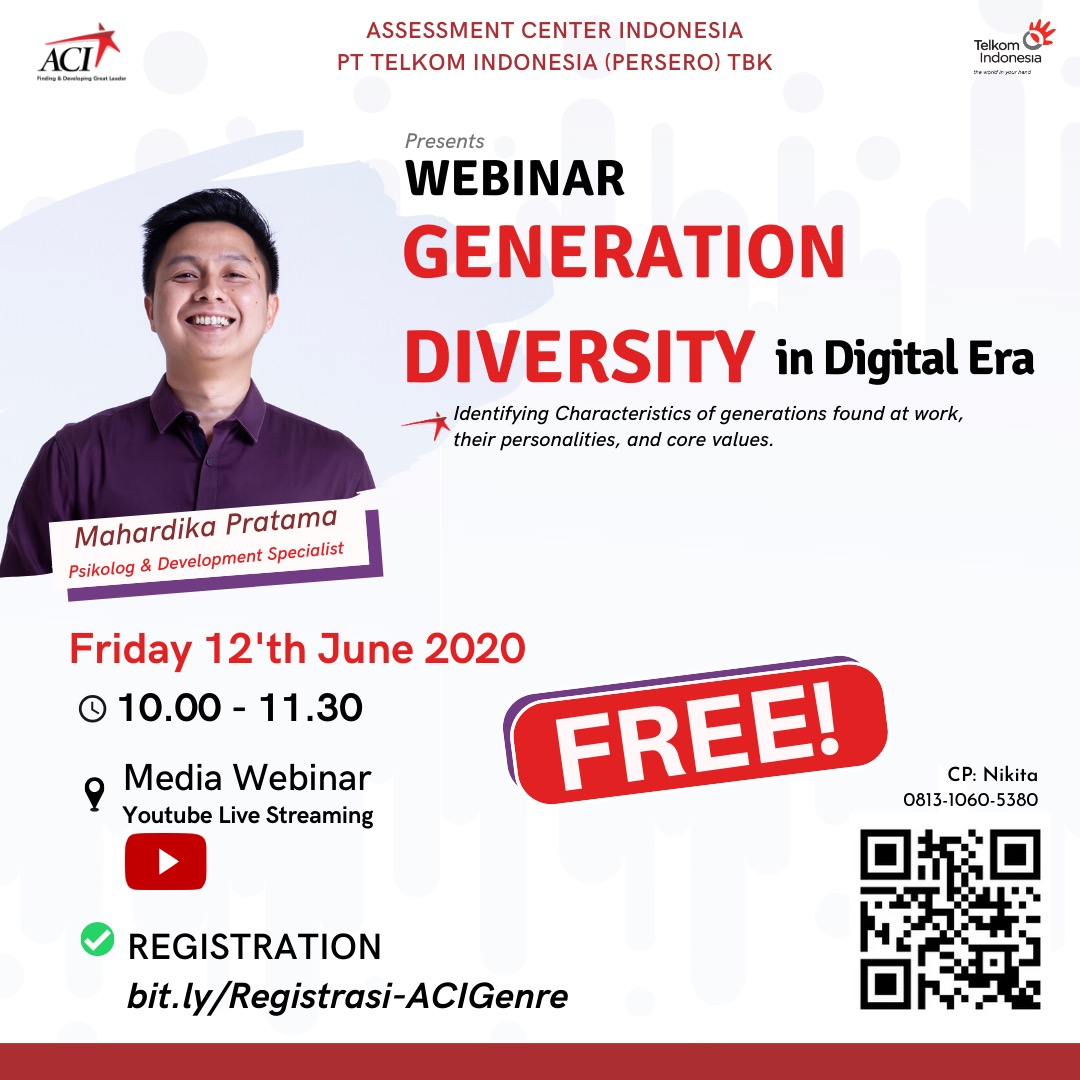 ACI
Finding & Developing Great Leader
ASSESSMENT CENTER INDONESIA
PT TELKOM INDONESIA (PERSERO) TBK
Telkom
Indonesia
the world in your hand
Presents
WEBINAR
GENERATION
DIVERSITY in Digital Era
Identifying Characteristics of generations found at work,
their personalities, and core values.
Mahardika Pratama
Psikolog & Development Specialist
Friday 12'th June 2020
10.00 - 11.30
FREE!
Media Webinar
Youtube Live Streaming
CP: Nikita
0813-1060-5380
REGISTRATION
bit.ly/Registrasi-ACIGenre